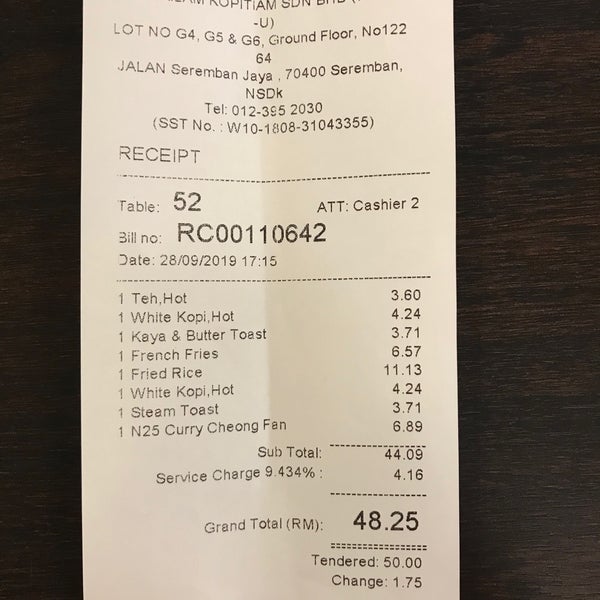 KOPITIAM SDN BHD
-U)
LOT NO G4, G5 & G6, Ground Floor, No122
64
JALAN Seremban Jaya , 70400 Seremban,
NSDk
Tel: 012-395 2030
(SST No. : W10-1808-31043355)
RECEIPT
Table: 52 ATT: Cashier 2
Bill no: RC00110642
Date: 28/09/2019 17:15
1 Teh,Hot 3.60
1 White Kopi,Hot 4.24
1 Kaya & Butter Toast 3.71
1 French Fries 6.57
1 Fried Rice 11.13
1 White Kopi,Hot 4.24
1 Steam Toast 3.71
1 N25 Curry Cheong Fan 6.89
Sub Total: 44.09
Service Charge 9.434% : 4.16
Grand Total (RM): 48.25
Tendered: 50.00
Change: 1.75